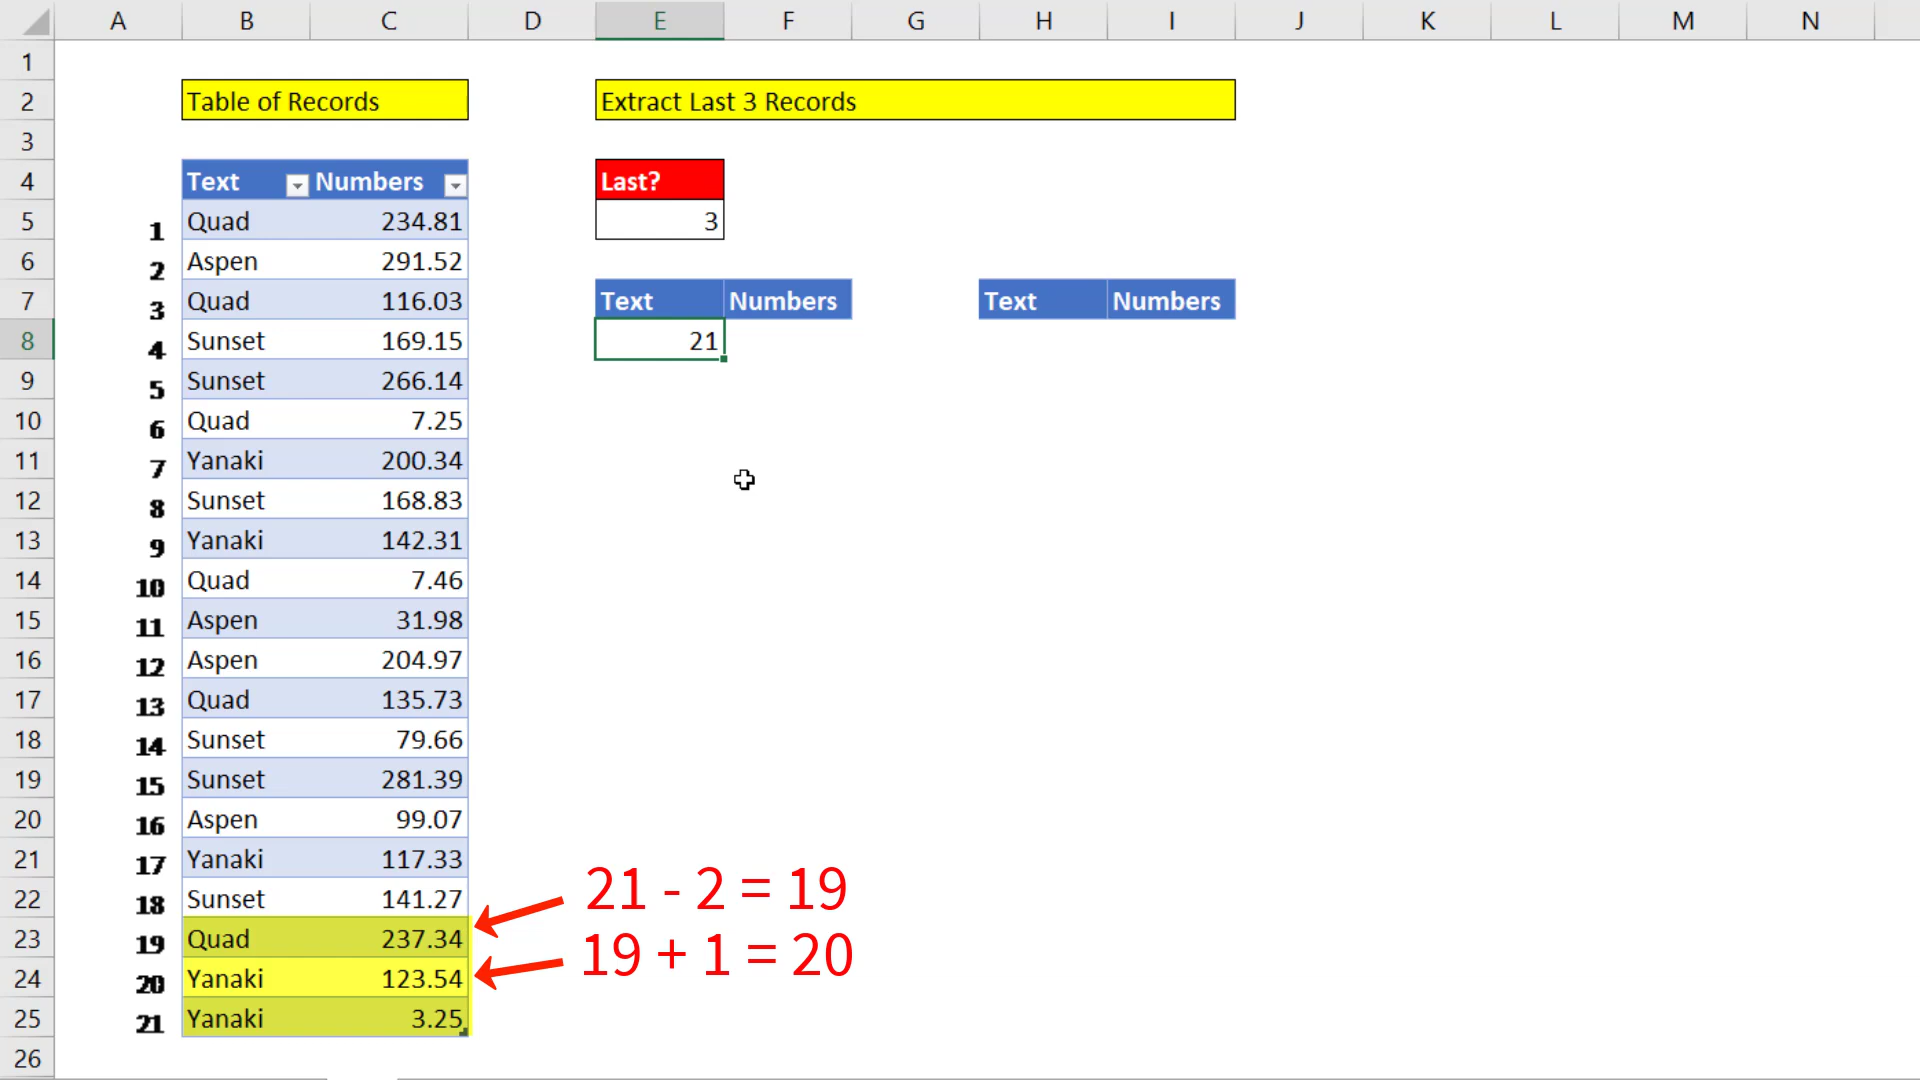 A B C D E F G H I J K L M N
1
2 Table of Records Extract Last 3 Records
3
4 Text Numbers Last?
5 1 Quad 234.81 3
6 2 Aspen 291.52
7 3 Quad 116.03 Text Numbers Text Numbers
8 4 Sunset 169.15 21
9 5 Sunset 266.14
10 6 Quad 7.25
11 7 Yanaki 200.34
12 8 Sunset 168.83
13 9 Yanaki 142.31
14 10 Quad 7.46
15 11 Aspen 31.98
16 12 Aspen 204.97
17 13 Quad 135.73
18 14 Sunset 79.66
19 15 Sunset 281.39
20 16 Aspen 99.07
21 17 Yanaki 117.33
22 18 Sunset 141.27 21 - 2 = 19
23 19 Quad 237.34 19 + 1 = 20
24 20 Yanaki 123.54
25 21 Yanaki 3.25
26